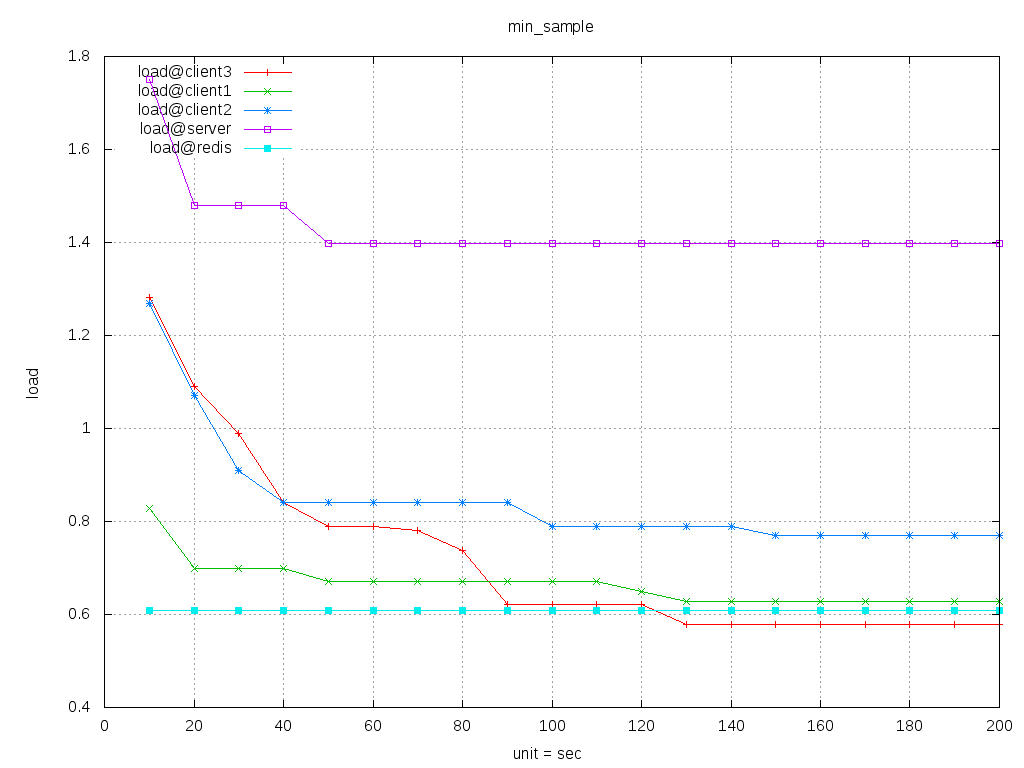 min_sample
1.8
1.6
1.4
1.2
1
0.8
0.6
0.4
load
load@client3
load@client1
load@client2
load@server
load@redis
0 20 40 60 80 100 120 140 160 180 200
unit = sec